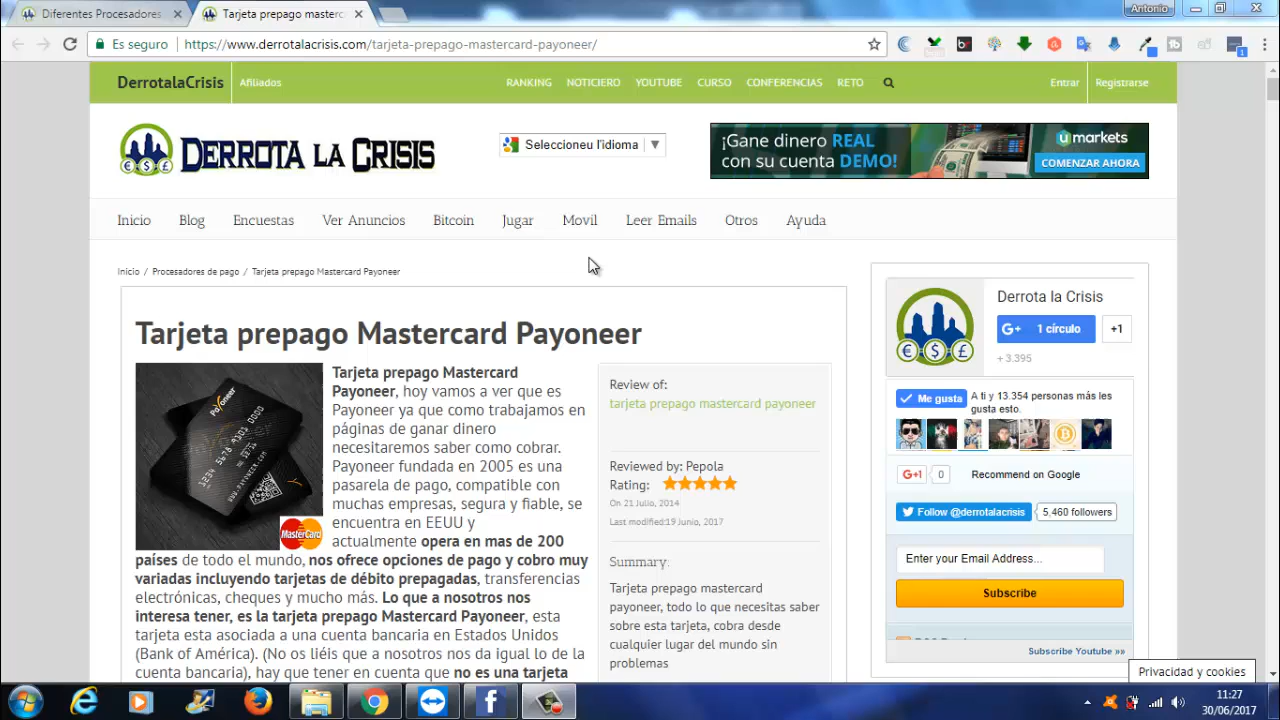 Diferentes Procesadores
Tarjeta prepago masterc
Antonio
Es seguro
https://www.derrotalacrisis.com/tarjeta-prepago-mastercard-payoneer/
DerrotalaCrisis
Afiliados
RANKING NOTICIERO YOUTUBE CURSO CONFERENCIAS RETO
Entrar
Registrarse
DERROTA LA CRISIS
Seleccioneu l'idioma
¡Gane dinero REAL
con su cuenta DEMO!
umarkets
COMENZAR AHORA
Inicio Blog Encuestas Ver Anuncios Bitcoin Jugar Movil Leer Emails Otros Ayuda
Inicio / Procesadores de pago / Tarjeta prepago Mastercard Payoneer
Tarjeta prepago Mastercard Payoneer
Payoneer
MasterCard
Tarjeta prepago Mastercard
Payoneer, hoy vamos a ver que es
Payoneer ya que como trabajamos en
páginas de ganar dinero
necesitaremos saber como cobrar.
Payoneer fundada en 2005 es una
pasarela de pago, compatible con
muchas empresas, segura y fiable, se
encuentra en EEUU y
actualmente opera en mas de 200
países de todo el mundo, nos ofrece opciones de pago y cobro muy
variadas incluyendo tarjetas de débito prepagadas, transferencias
electrónicas, cheques y mucho más. Lo que a nosotros nos
interesa tener, es la tarjeta prepago Mastercard Payoneer, esta
tarjeta esta asociada a una cuenta bancaria en Estados Unidos
(Bank of América). (No os liéis que a nosotros nos da igual lo de la
cuenta bancaria), hay que tener en cuenta que no es una tarjeta
Review of:
tarjeta prepago mastercard payoneer
Reviewed by: Pepola
Rating:
On 21 Julio, 2014
Last modified:19 Junio, 2017
Summary:
Tarjeta prepago mastercard
payoneer, todo lo que necesitas saber
sobre esta tarjeta, cobra desde
cualquier lugar del mundo sin
problemas
Derrota la Crisis
G+ 1 círculo
+1
+ 3.395
Me gusta
A ti y 13.354 personas más les
gusta esto.
G+1 0 Recommend on Google
Follow @derrotalacrisis
5,460 followers
Enter your Email Address...
Subscribe
Subscribe Youtube »»
Privacidad y cookies
11:27
30/06/2017